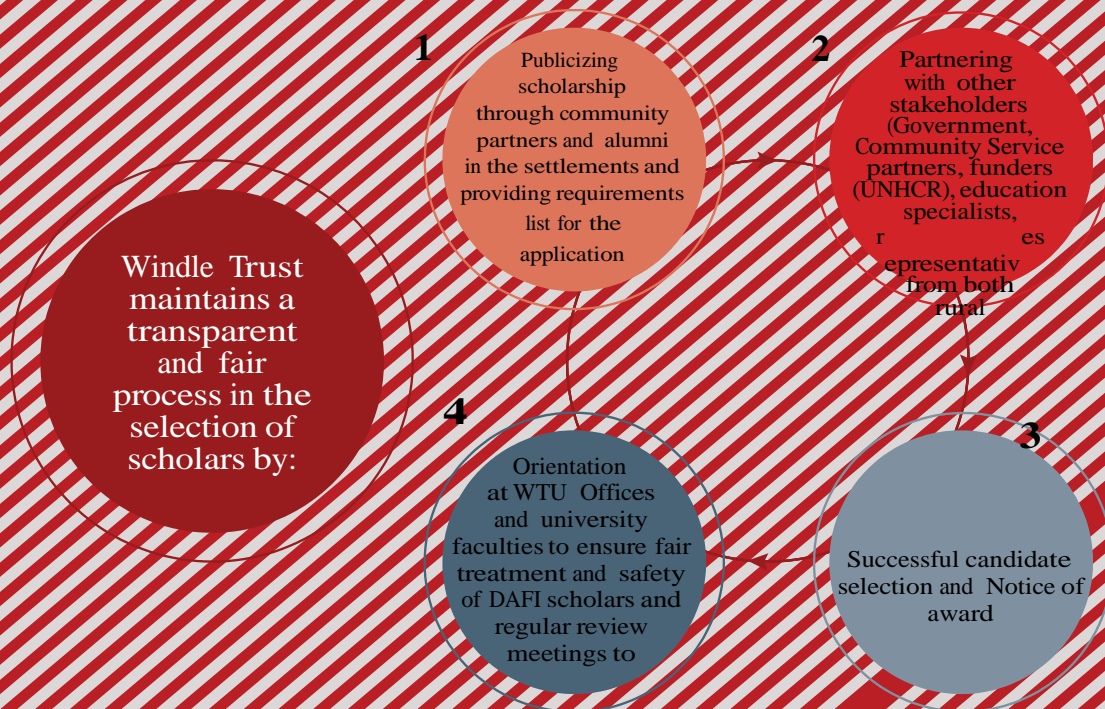 Windle Trust
maintains a
transparent
and fair
process in the
selection of
scholars by:
1
Publicizing
scholarship
through community
partners and alumni
in the settlements and
providing requirements
list for the
application
2
Partnering
with other
stakeholders
(Government,
Community Service
partners, funders
(UNHCR), education
specialists,
r es
epresentativ
from both
rural
3
Successful candidate
selection and Notice of
award
4
Orientation
at WTU Offices
and university
faculties to ensure fair
treatment and safety
of DAFI scholars and
regular review
meetings to